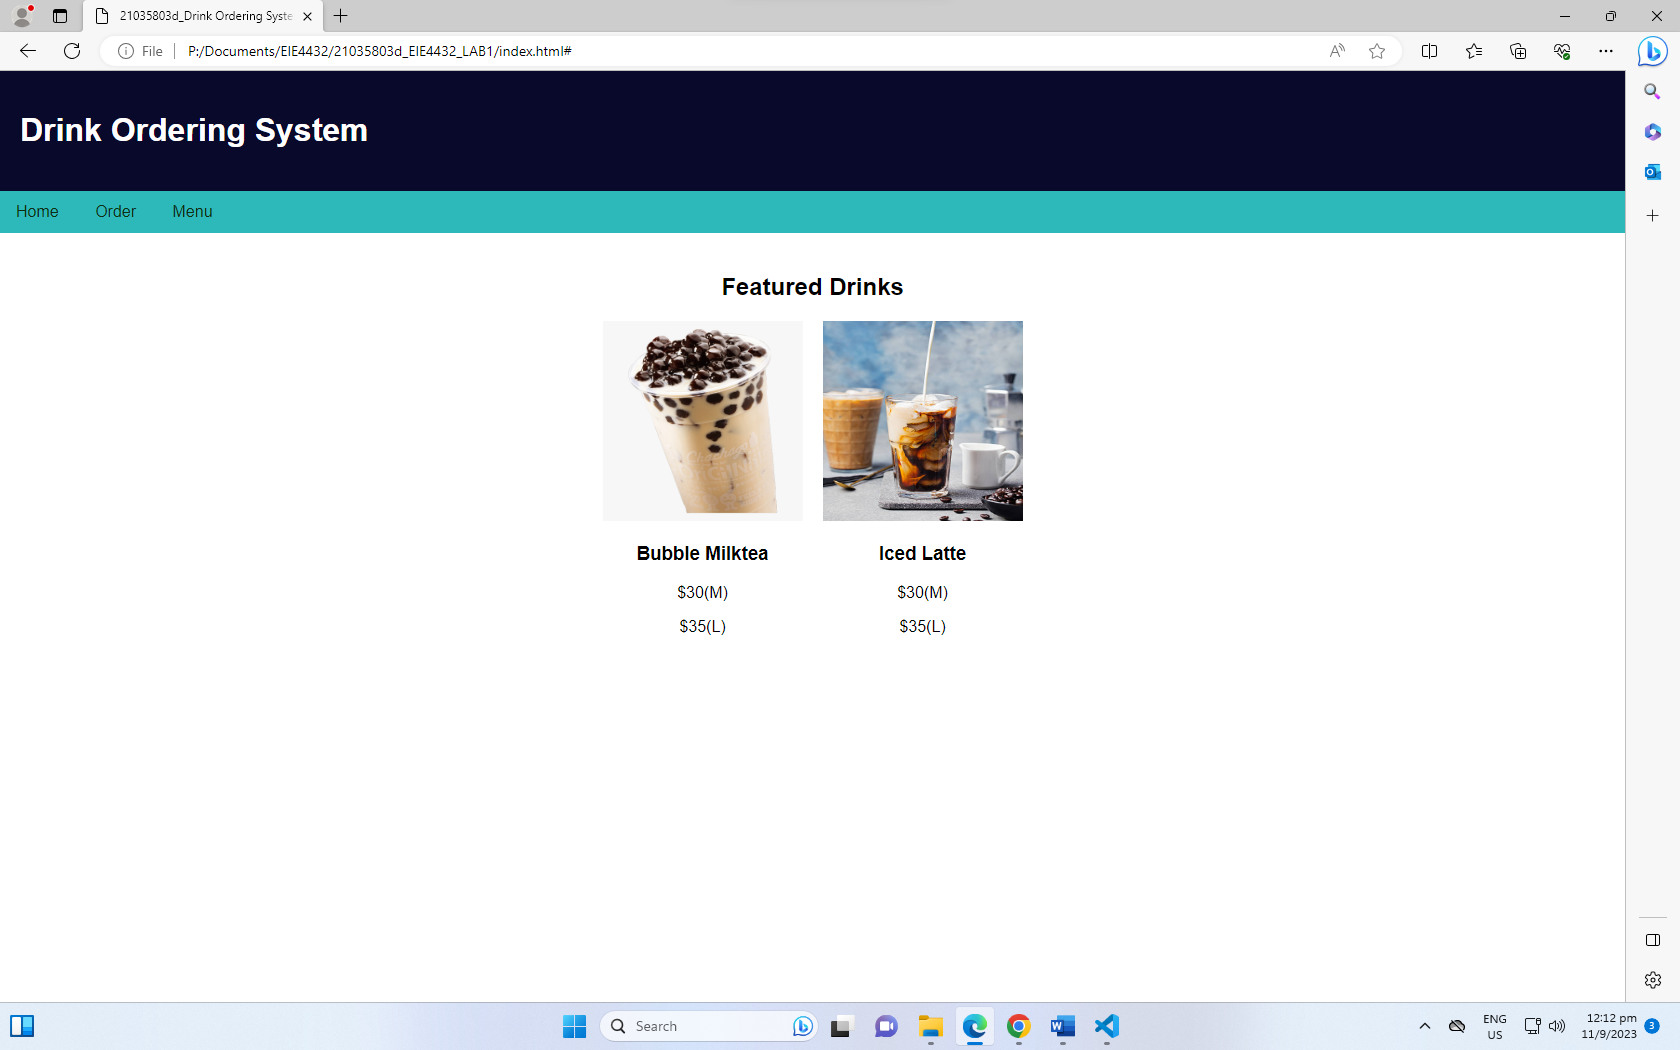 21035803d_Drink Ordering Syste
File
P:/Documents/EIE4432/21035803d_EIE4432_LAB1/index.html#
Drink Ordering System
Home Order Menu
Featured Drinks
Bubble Milktea
$30(M)
$35(L)
Iced Latte
$30(M)
$35(L)
Search
ENG
US
12:12 pm
11/9/2023
3